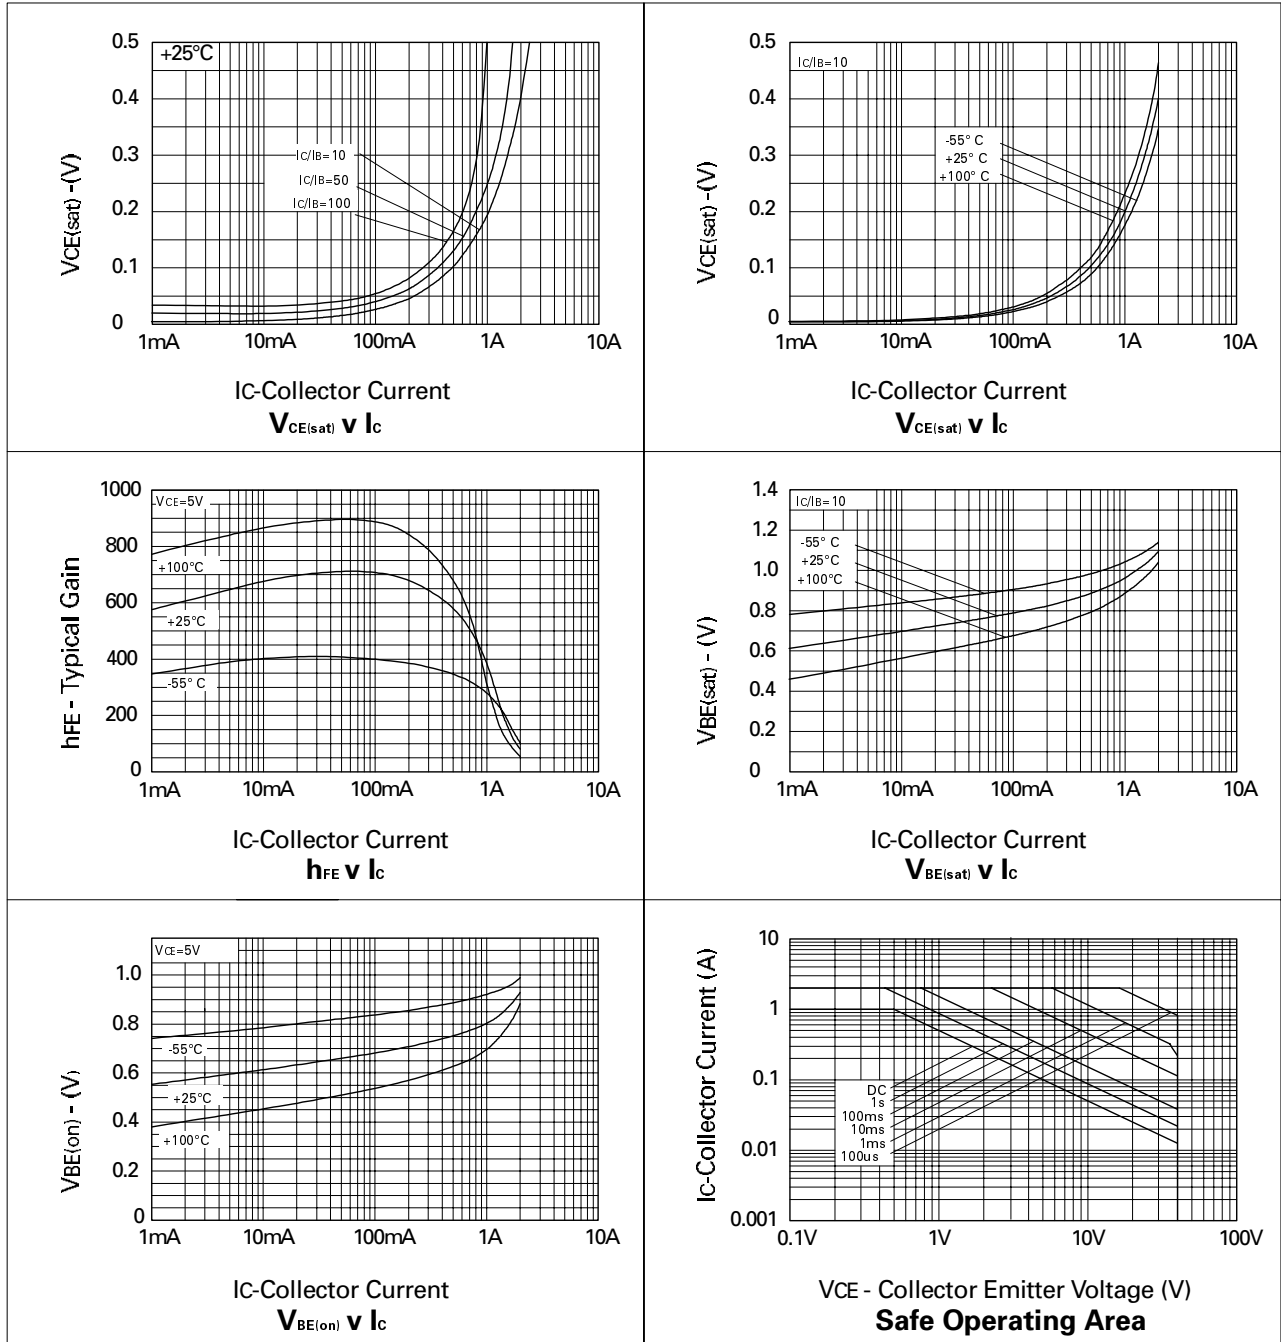 +25°C
0.5
0.4
0.3
0.2
0.1
0
IC/IB=10
IC/IB=50
IC/IB=100
VCE(sat) - (V)
1mA 10mA 100mA 1A 10A
IC-Collector Current
VCE(sat) v IC
IC/IB=10
0.5
0.4
0.3
0.2
0.1
0
-55° C
+25° C
+100° C
VCE(sat) - (V)
1mA 10mA 100mA 1A 10A
IC-Collector Current
VCE(sat) v IC
VCE=5V
1000
800
600
400
200
0
+100°C
+25°C
-55° C
hFE - Typical Gain
1mA 10mA 100mA 1A 10A
IC-Collector Current
hFE v IC
IC/IB=10
1.4
1.2
1.0
0.8
0.6
0.4
0.2
0
-55° C
+25°C
+100°C
VBE(sat) - (V)
1mA 10mA 100mA 1A 10A
IC-Collector Current
VBE(sat) v IC
VCE=5V
1.0
0.8
0.6
0.4
0.2
0
-55°C
+25°C
+100°C
VBE(on) - (V)
1mA 10mA 100mA 1A 10A
IC-Collector Current
VBE(on) v IC
10
1
0.1
0.01
0.001
DC
1s
100ms
10ms
1ms
100us
IC-Collector Current (A)
0.1V 1V 10V 100V
VCE - Collector Emitter Voltage (V)
Safe Operating Area